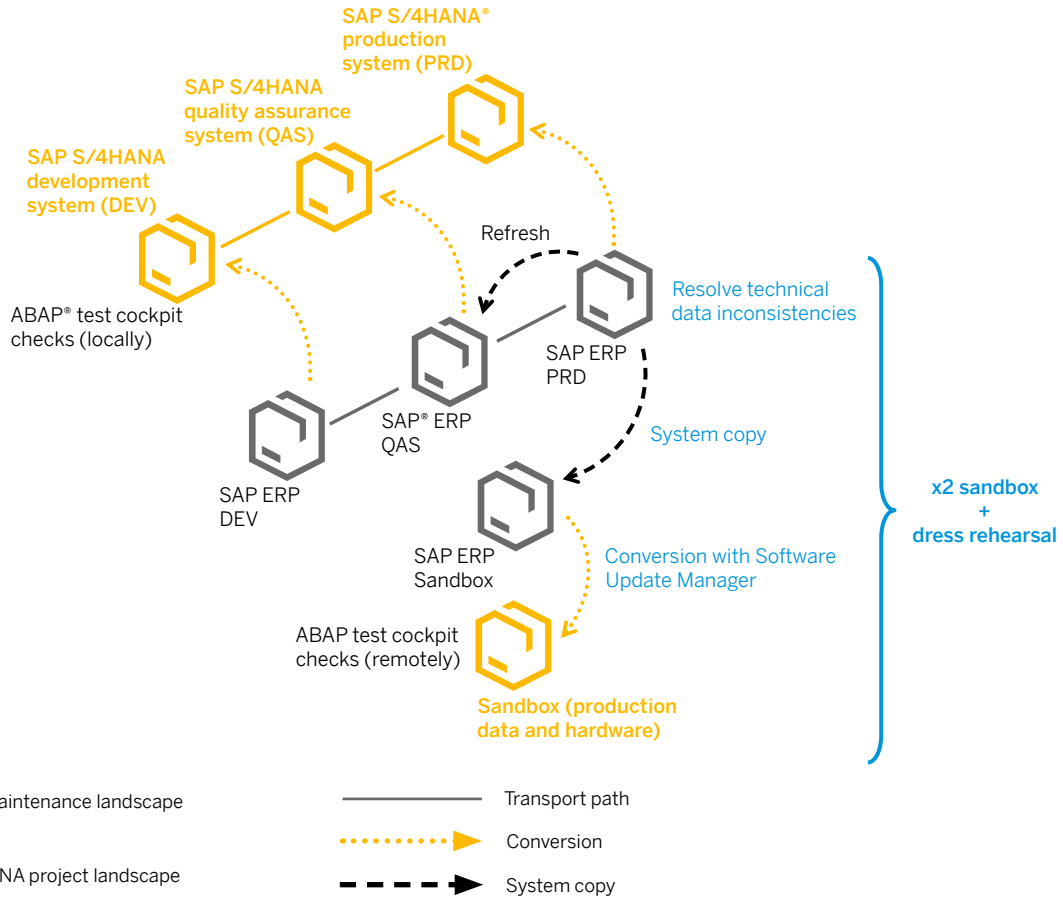 SAP S/4HANA®
production
system (PRD)
SAP S/4HANA
quality assurance
system (QAS)
SAP S/4HANA
development
system (DEV)
ABAP® test cockpit
checks (locally)
Refresh
Resolve technical
data inconsistencies
SAP ERP
PRD
SAP® ERP
QAS
SAP ERP
DEV
System copy
SAP ERP
Sandbox
Conversion with Software
Update Manager
ABAP test cockpit
checks (remotely)
Sandbox (production
data and hardware)
x2 sandbox
+
dress rehearsal
aintenance landscape
Transport path
Conversion
NA project landscape
System copy